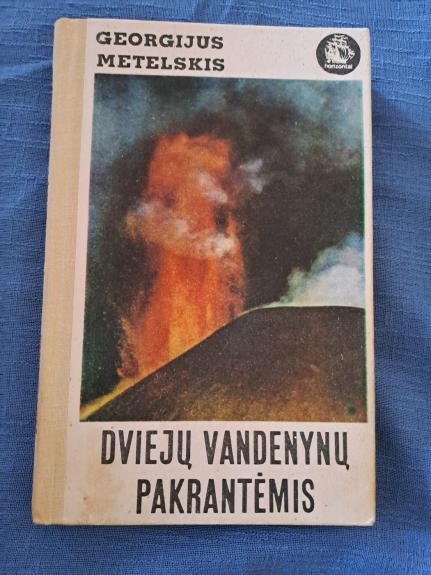 GEORGIJUS
METELSKIS
horizontai
DVIEJŲ VANDENYNŲ
PAKRANTĖMIS